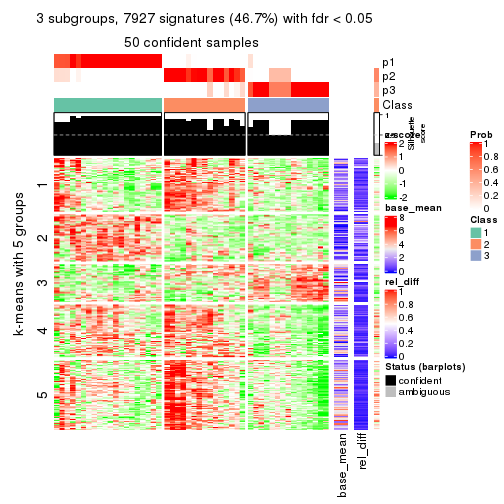 3 subgroups, 7927 signatures (46.7%) with fdr < 0.05
50 confident samples
p1
p2
p3
Class
1
Silhouette
score
k-means with 5 groups
1
2
3
4
5
base_mean
rel_diff
z-score
2
1
0
-1
-2
base_mean
8
6
4
2
0
rel_diff
1
0.8
0.6
0.4
0.2
0
Status (barplots)
confident
ambiguous
Prob
1
0.8
0.6
0.4
0.2
0
Class
1
2
3